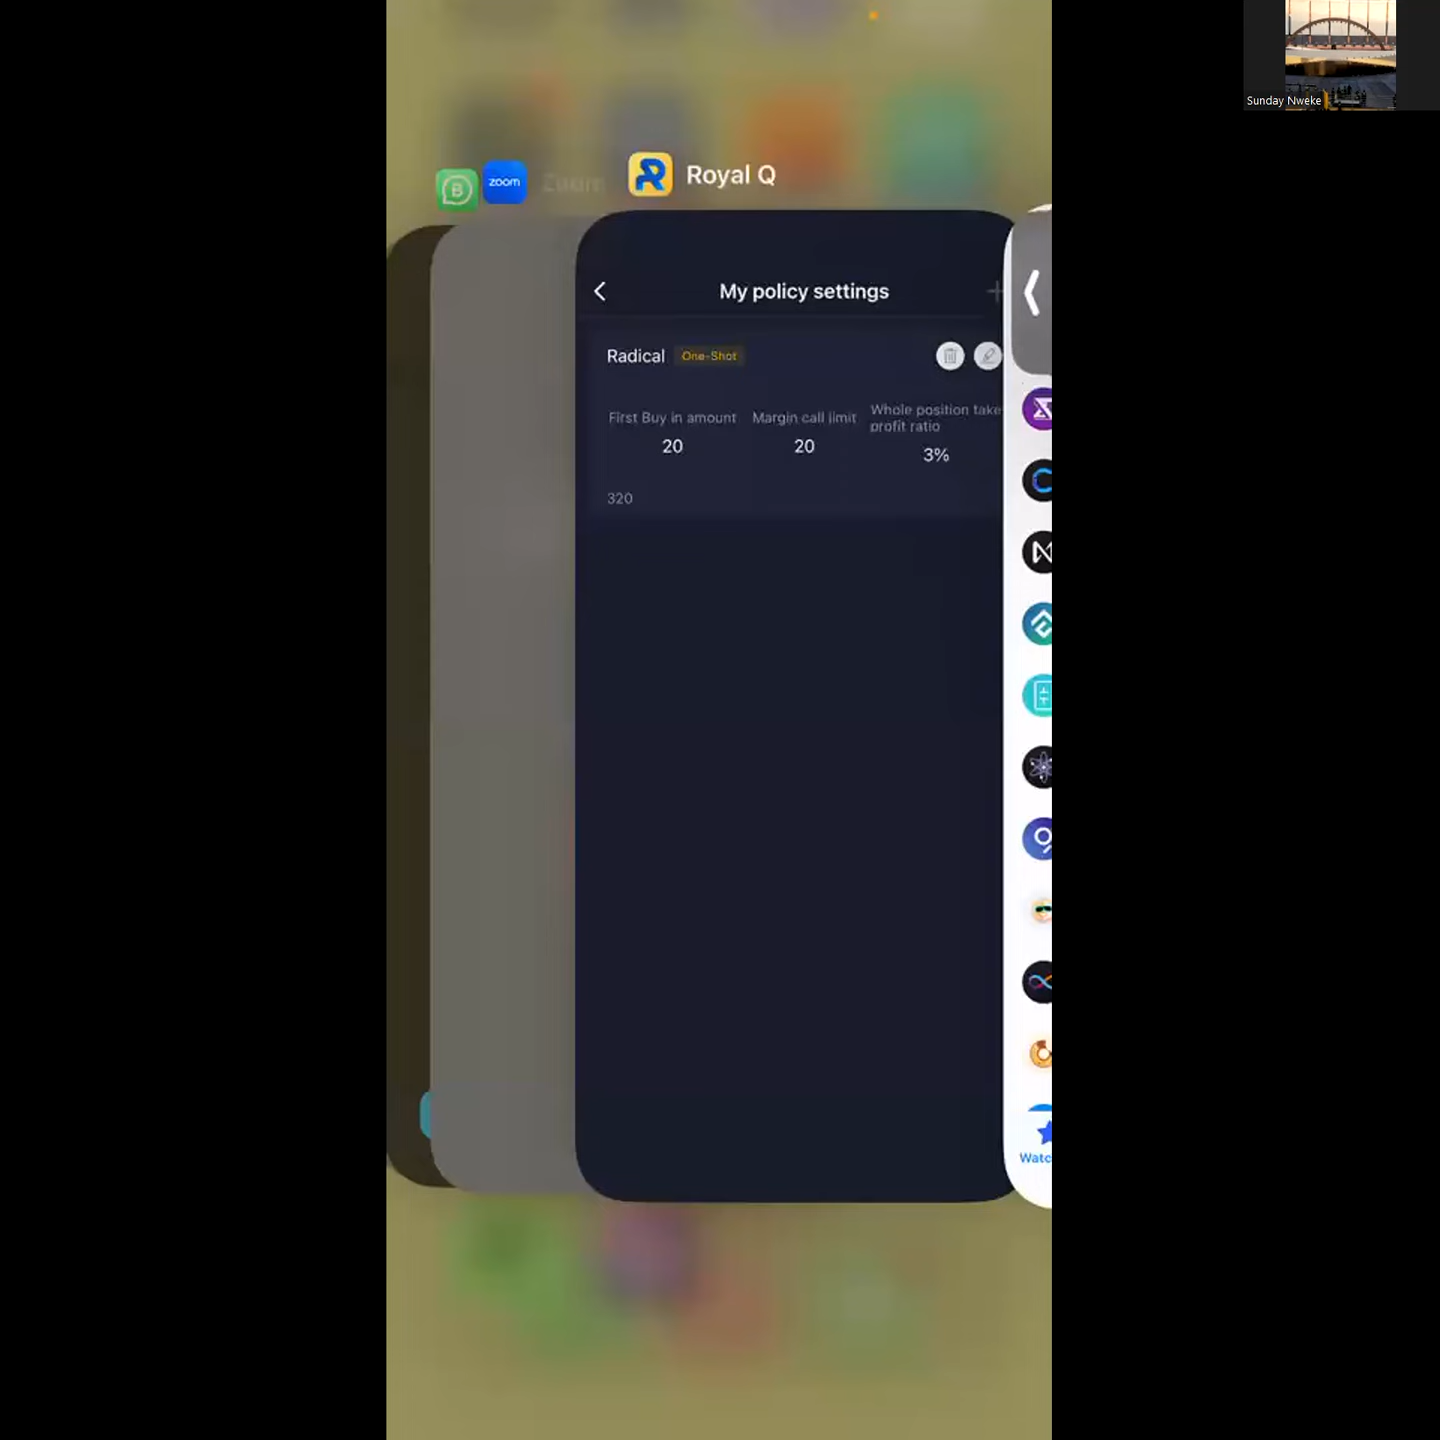 Sunday Nweke
B
zoom
Zoom
Royal Q
My policy settings
Radical
One-Shot
First Buy in amount
20
Margin call limit
20
Whole position take
profit ratio
3%
320
Watc